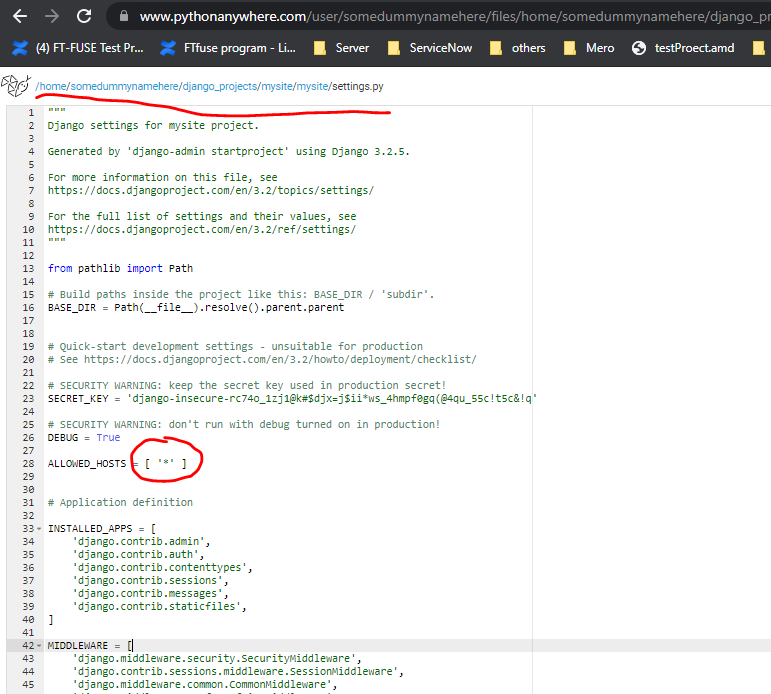 www.pythonanywhere.com/user/somedummynamehere/files/home/somedummynamehere/django_pr
(4) FT-FUSE Test Pr... FTfuse program - Li... Server ServiceNow others Mero testProect.amd
/home/somedummynamehere/django_projects/mysite/mysite/settings.py
1 """
2 Django settings for mysite project.
3
4 Generated by 'django-admin startproject' using Django 3.2.5.
5
6 For more information on this file, see
7 https://docs.djangoproject.com/en/3.2/topics/settings/
8
9 For the full list of settings and their values, see
10 https://docs.djangoproject.com/en/3.2/ref/settings/
11 """
12
13 from pathlib import Path
14
15 # Build paths inside the project like this: BASE_DIR / 'subdir'.
16 BASE_DIR = Path(__file__).resolve().parent.parent
17
18
19 # Quick-start development settings - unsuitable for production
20 # See https://docs.djangoproject.com/en/3.2/howto/deployment/checklist/
21
22 # SECURITY WARNING: keep the secret key used in production secret!
23 SECRET_KEY = 'django-insecure-rc74o_1zj1@k#$djx=j$ii*ws_4hmpf0gq(@4qu_55c!t5c&!q'
24
25 # SECURITY WARNING: don't run with debug turned on in production!
26 DEBUG = True
27
28 ALLOWED_HOSTS = [ '*' ]
29
30
31 # Application definition
32
33 INSTALLED_APPS = [
34 'django.contrib.admin',
35 'django.contrib.auth',
36 'django.contrib.contenttypes',
37 'django.contrib.sessions',
38 'django.contrib.messages',
39 'django.contrib.staticfiles',
40 ]
41
42 MIDDLEWARE = [
43 'django.middleware.security.SecurityMiddleware',
44 'django.contrib.sessions.middleware.SessionMiddleware',
45 'django.middleware.common.CommonMiddleware',